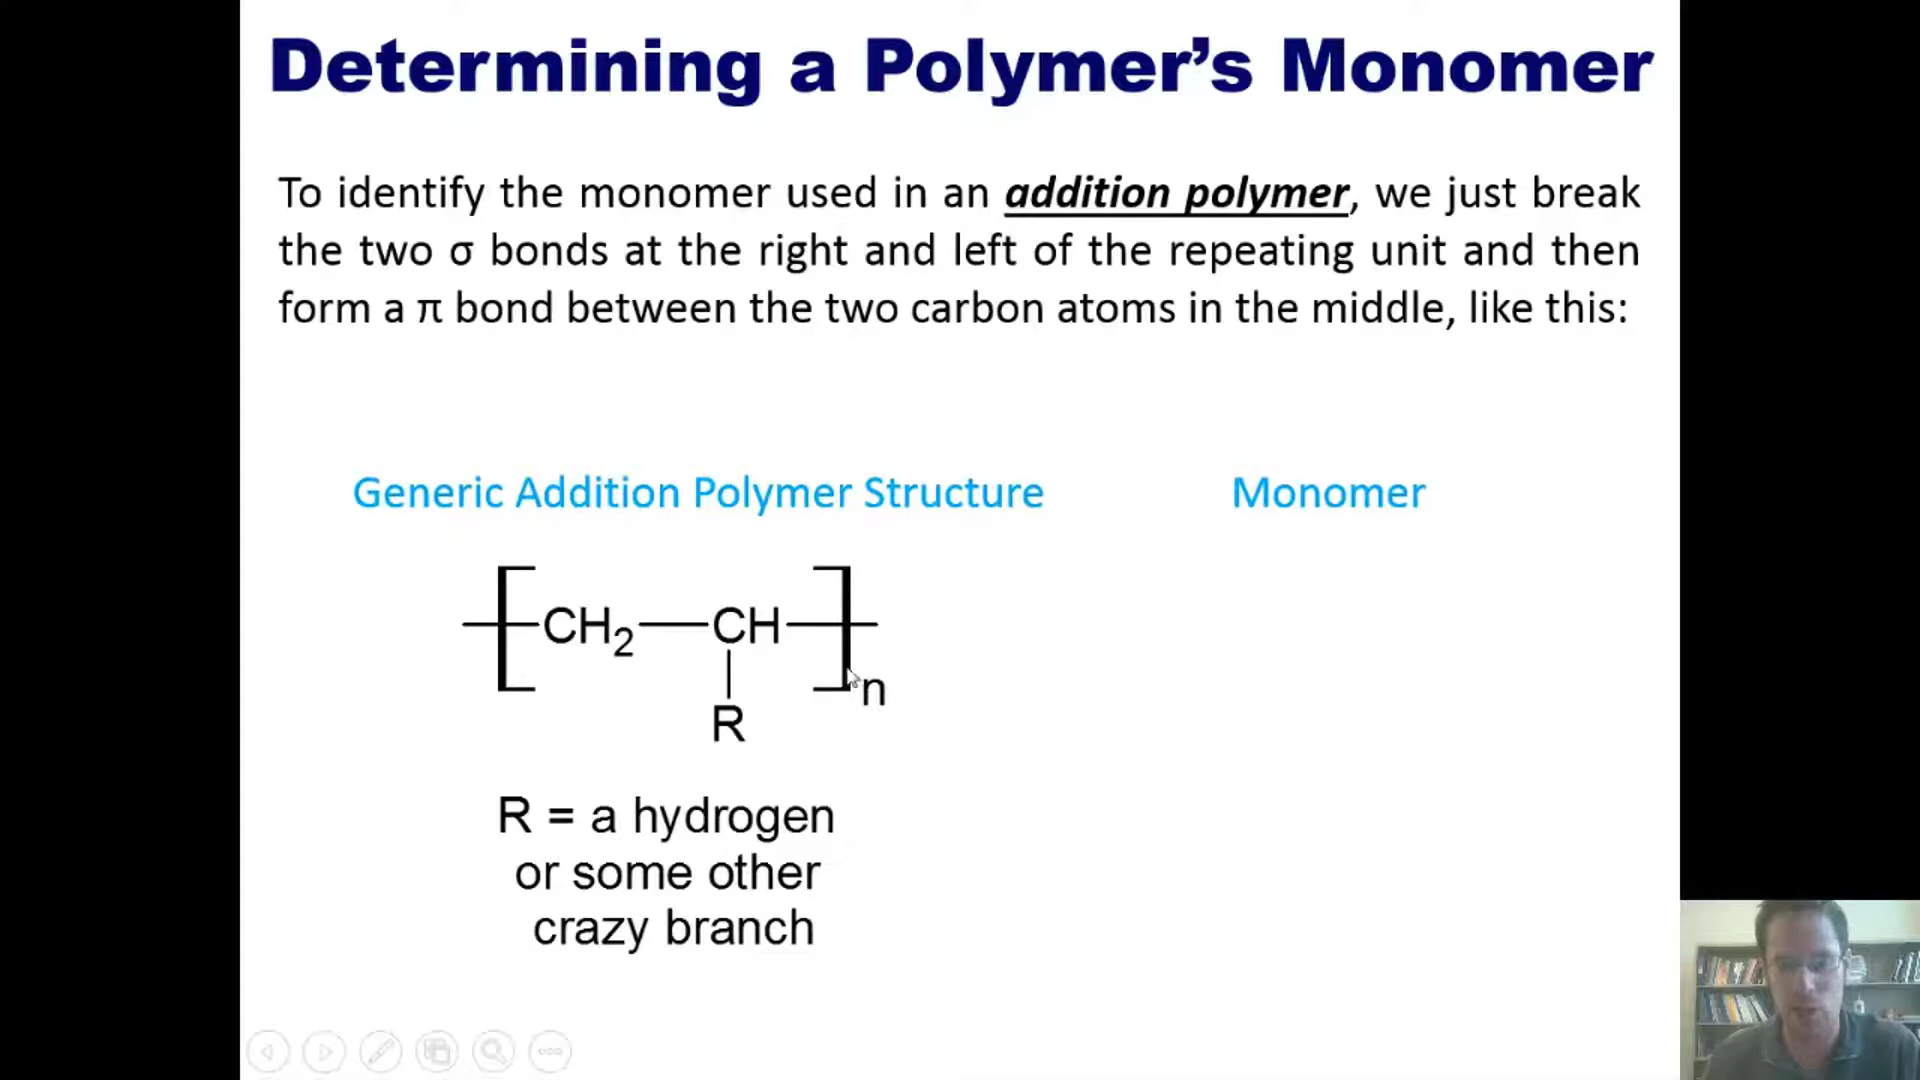 Determining a Polymer’s Monomer
To identify the monomer used in an addition polymer, we just break
the two σ bonds at the right and left of the repeating unit and then
form a π bond between the two carbon atoms in the middle, like this:
Generic Addition Polymer Structure
Monomer
CH₂ CH
n
R
R = a hydrogen
or some other
crazy branch